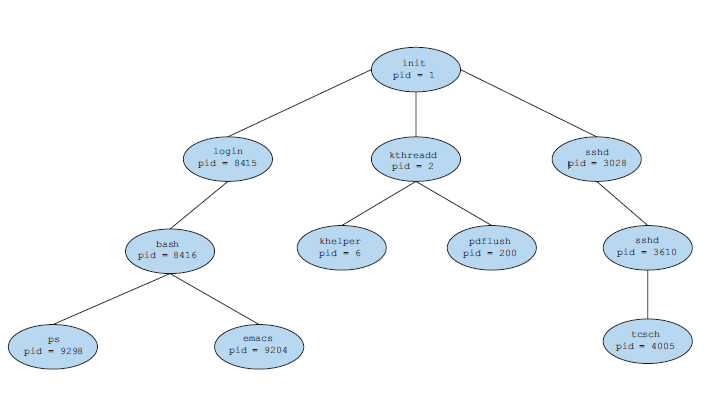 init
pid = 1
login
pid = 8415
kthreadd
pid = 2
sshd
pid = 3028
bash
pid = 8416
khelper
pid = 6
pdflush
pid = 200
sshd
pid = 3610
ps
pid = 9298
emacs
pid = 9204
tcsch
pid = 4005